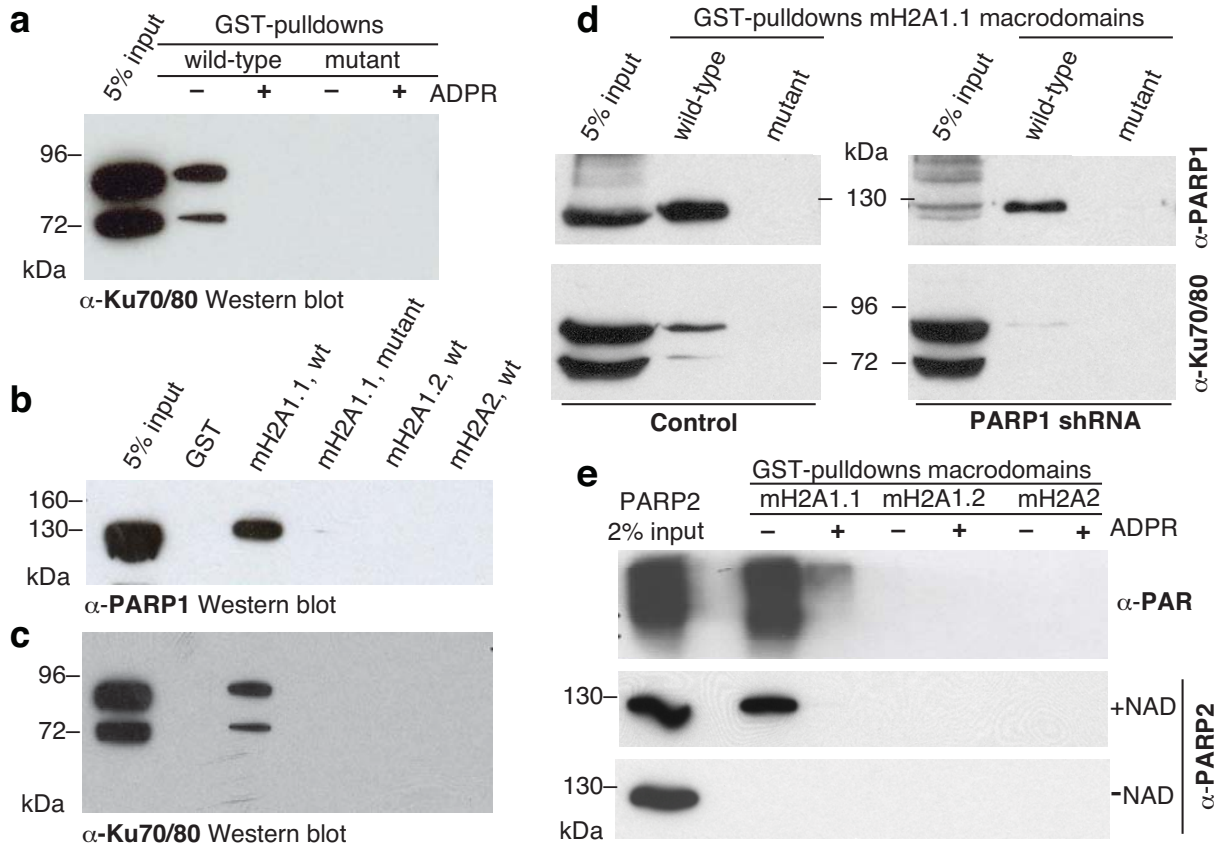 a
GST-pulldowns
5% input
wild-type mutant
– + – + ADPR
96–
72–
kDa
α-Ku70/80 Western blot
b
5% input
GST
mH2A1.1, wt
mH2A1.1, mutant
mH2A1.2, wt
mH2A2, wt
160–
130–
kDa
α-PARP1 Western blot
c
96–
72–
kDa
α-Ku70/80 Western blot
d
GST-pulldowns mH2A1.1 macrodomains
5% input
wild-type
mutant
5% input
wild-type
mutant
kDa
– 130 –
α-PARP1
– 96 –
– 72 –
α-Ku70/80
Control
PARP1 shRNA
e
GST-pulldowns macrodomains
PARP2 mH2A1.1 mH2A1.2 mH2A2
2% input – + – + – + ADPR
α-PAR
130–
+NAD
130–
-NAD
kDa
α-PARP2